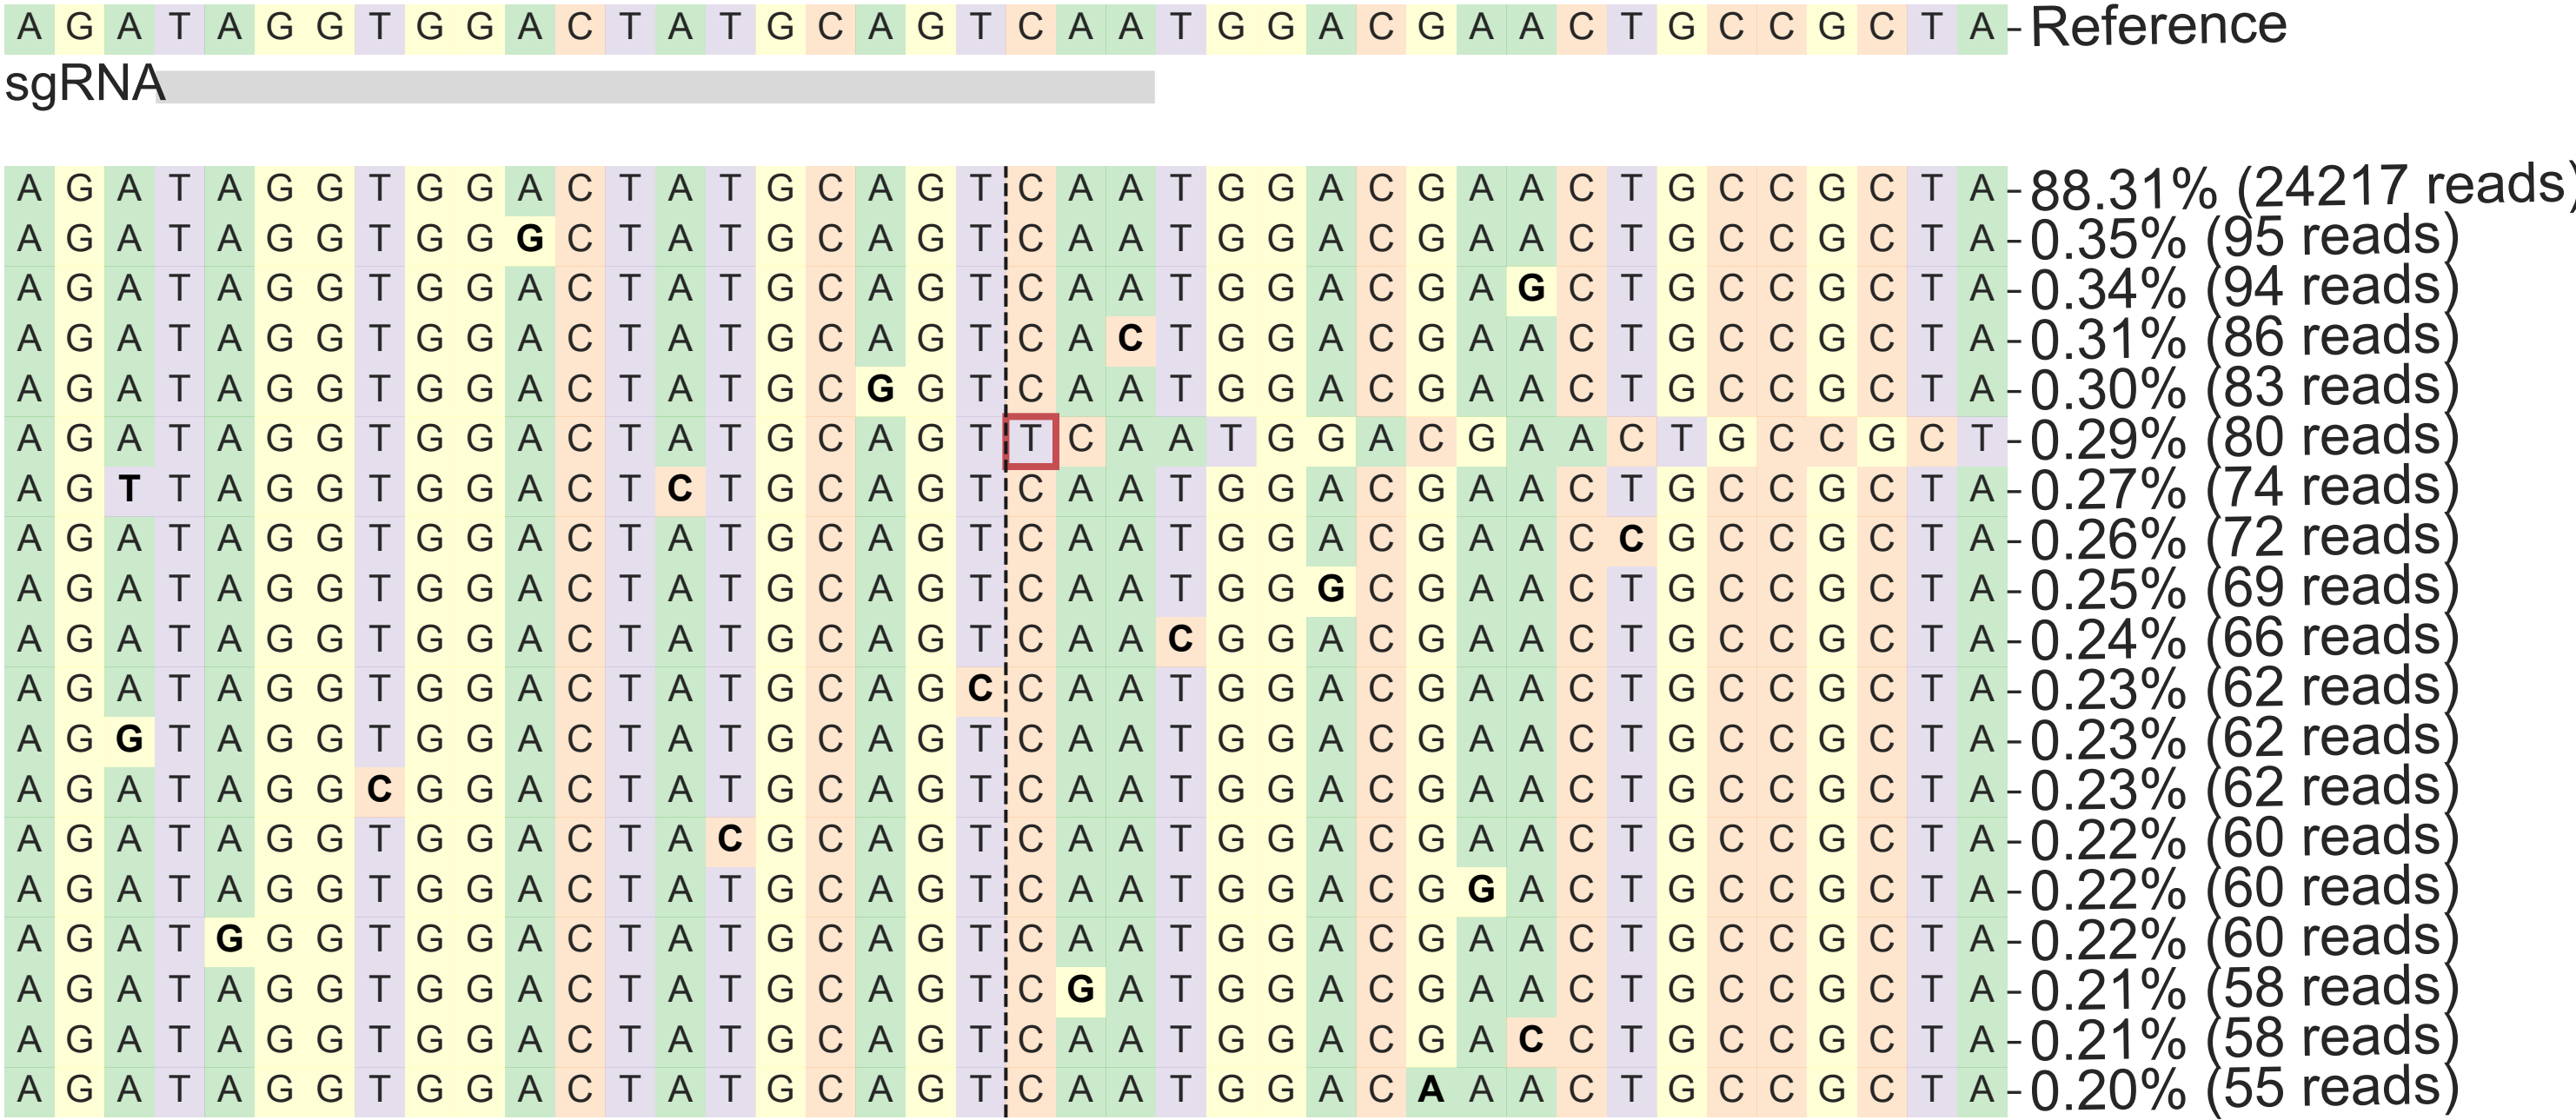 A G A T A G G T G G A C T A T G C A G T C A A T G G A C G A A C T G C C G C T A - Reference
sgRNA
A G A T A G G T G G A C T A T G C A G T C A A T G G A C G A A C T G C C G C T A - 88.31% (24217 reads)
A G A T A G G T G G G C T A T G C A G T C A A T G G A C G A A C T G C C G C T A - 0.35% (95 reads)
A G A T A G G T G G A C T A T G C A G T C A A T G G A C G A G C T G C C G C T A - 0.34% (94 reads)
A G A T A G G T G G A C T A T G C A G T C A C T G G A C G A A C T G C C G C T A - 0.31% (86 reads)
A G A T A G G T G G A C T A T G C G G T C A A T G G A C G A A C T G C C G C T A - 0.30% (83 reads)
A G A T A G G T G G A C T A T G C A G T T C A A T G G A C G A A C T G C C G C T - 0.29% (80 reads)
A G T T A G G T G G A C T C T G C A G T C A A T G G A C G A A C T G C C G C T A - 0.27% (74 reads)
A G A T A G G T G G A C T A T G C A G T C A A T G G A C G A A C C G C C G C T A - 0.26% (72 reads)
A G A T A G G T G G A C T A T G C A G T C A A T G G G C G A A C T G C C G C T A - 0.25% (69 reads)
A G A T A G G T G G A C T A T G C A G T C A A C G G A C G A A C T G C C G C T A - 0.24% (66 reads)
A G A T A G G T G G A C T A T G C A G C C A A T G G A C G A A C T G C C G C T A - 0.23% (62 reads)
A G G T A G G T G G A C T A T G C A G T C A A T G G A C G A A C T G C C G C T A - 0.23% (62 reads)
A G A T A G G C G G A C T A T G C A G T C A A T G G A C G A A C T G C C G C T A - 0.23% (62 reads)
A G A T A G G T G G A C T A C G C A G T C A A T G G A C G A A C T G C C G C T A - 0.22% (60 reads)
A G A T A G G T G G A C T A T G C A G T C A A T G G A C G G A C T G C C G C T A - 0.22% (60 reads)
A G A T G G G T G G A C T A T G C A G T C A A T G G A C G A A C T G C C G C T A - 0.22% (60 reads)
A G A T A G G T G G A C T A T G C A G T C G A T G G A C G A A C T G C C G C T A - 0.21% (58 reads)
A G A T A G G T G G A C T A T G C A G T C A A T G G A C G A C C T G C C G C T A - 0.21% (58 reads)
A G A T A G G T G G A C T A T G C A G T C A A T G G A C A A A C T G C C G C T A - 0.20% (55 reads)